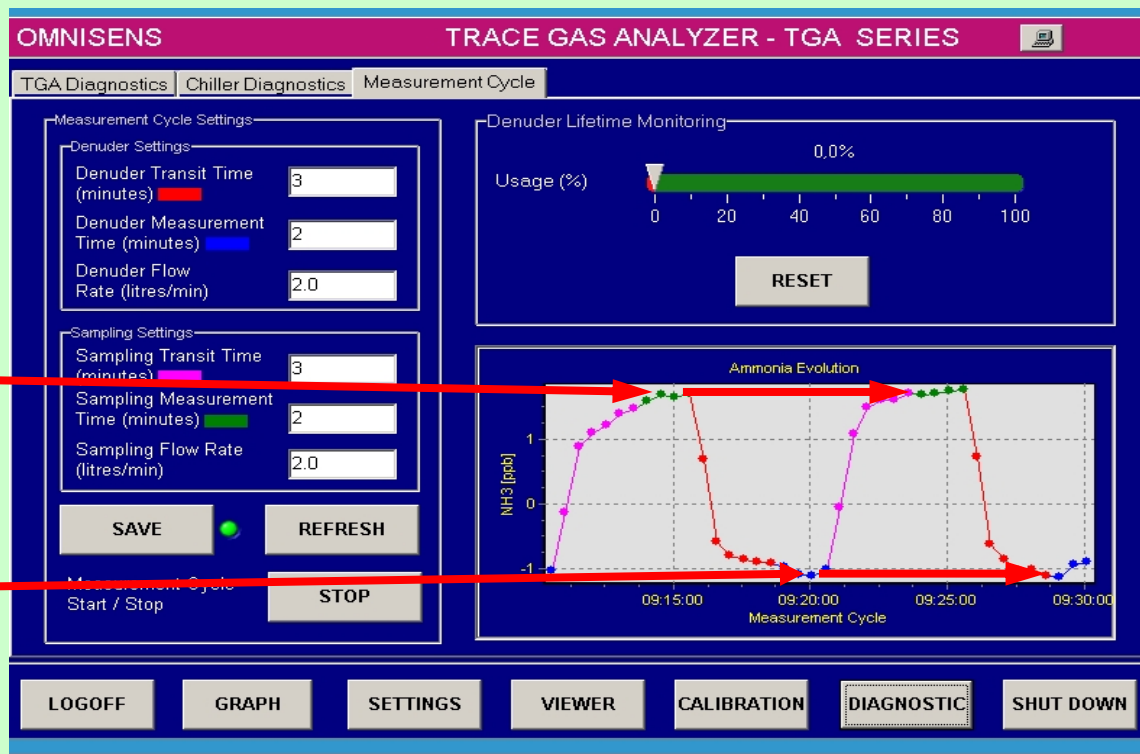 OMNISENS TRACE GAS ANALYZER - TGA SERIES
TGA Diagnostics Chiller Diagnostics Measurement Cycle
Measurement Cycle Settings
Denuder Settings
Denuder Transit Time
(minutes)
3
Denuder Measurement
Time (minutes)
2
Denuder Flow
Rate (litres/min)
2.0
Sampling Settings
Sampling Transit Time
(minutes)
3
Sampling Measurement
Time (minutes)
2
Sampling Flow Rate
(litres/min)
2.0
SAVE REFRESH
Measurement Cycle
Start / Stop
STOP
Denuder Lifetime Monitoring
0,0%
Usage (%)
0 20 40 60 80 100
RESET
Ammonia Evolution
NH3 [ppb]
1
0
-1
09:15:00 09:20:00 09:25:00 09:30:00
Measurement Cycle
LOGOFF GRAPH SETTINGS VIEWER CALIBRATION DIAGNOSTIC SHUT DOWN